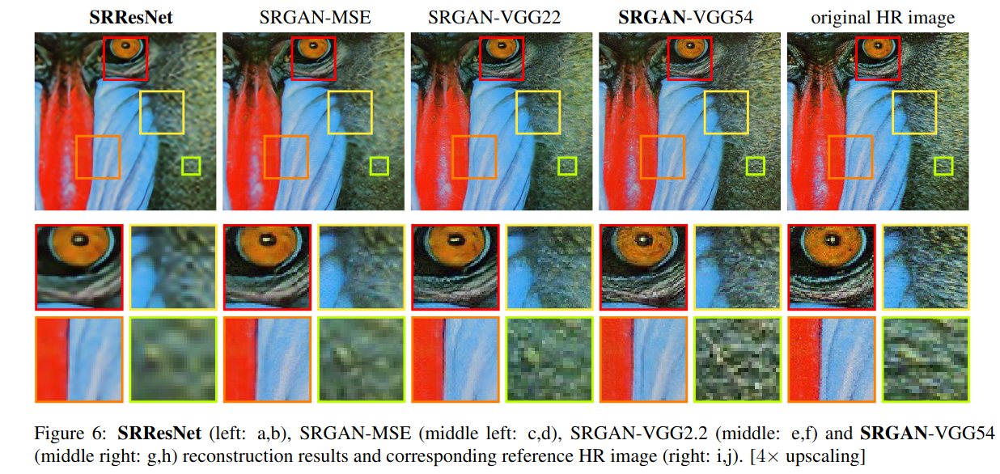 SRResNet SRGAN-MSE SRGAN-VGG22 SRGAN-VGG54 original HR image
Figure 6: SRResNet (left: a,b), SRGAN-MSE (middle left: c,d), SRGAN-VGG2.2 (middle: e,f) and SRGAN-VGG54
(middle right: g,h) reconstruction results and corresponding reference HR image (right: i,j). [4× upscaling]